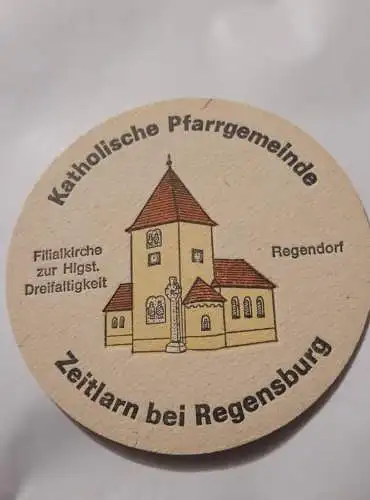 Katholische Pfarrgemeinde
Filialkirche
zur Hlgst.
Dreifaltigkeit
Regendorf
Zeitlarn bei Regensburg